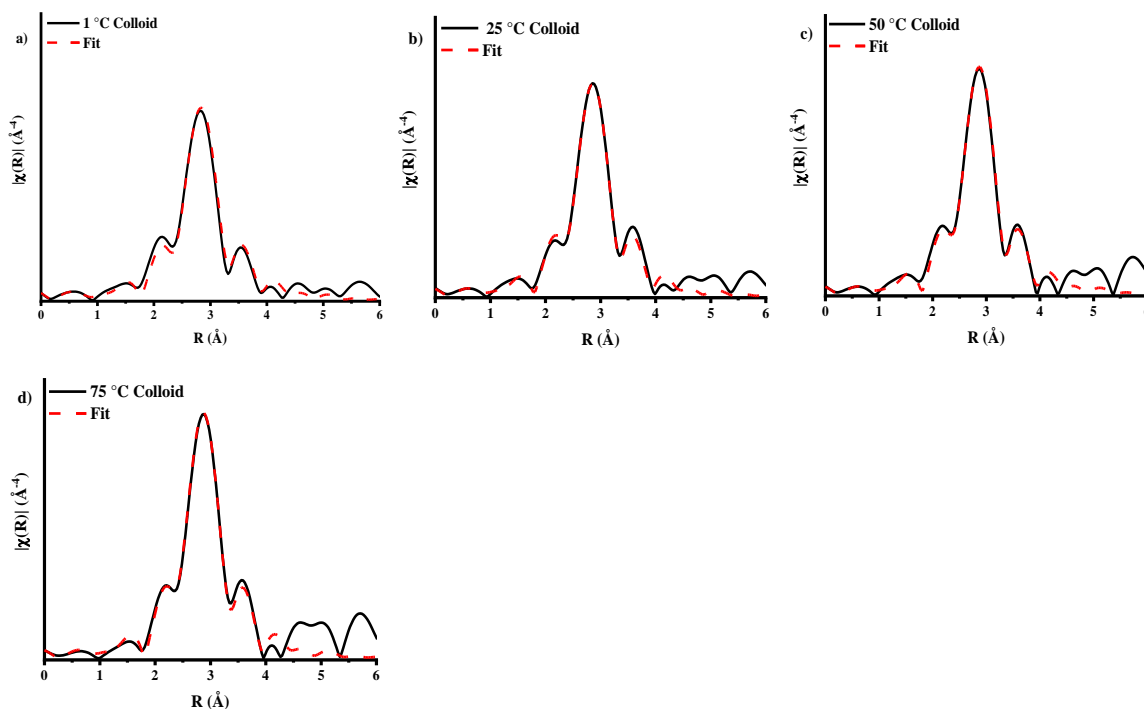 a)
1 °C Colloid
Fit
|χ(R)| (Å⁻⁴)
0 1 2 3 4 5 6
R (Å)
b)
25 °C Colloid
Fit
|χ(R)| (Å⁻⁴)
0 1 2 3 4 5 6
R (Å)
c)
50 °C Colloid
Fit
|χ(R)| (Å⁻⁴)
0 1 2 3 4 5
R (Å)
d)
75 °C Colloid
Fit
|χ(R)| (Å⁻⁴)
0 1 2 3 4 5 6
R (Å)